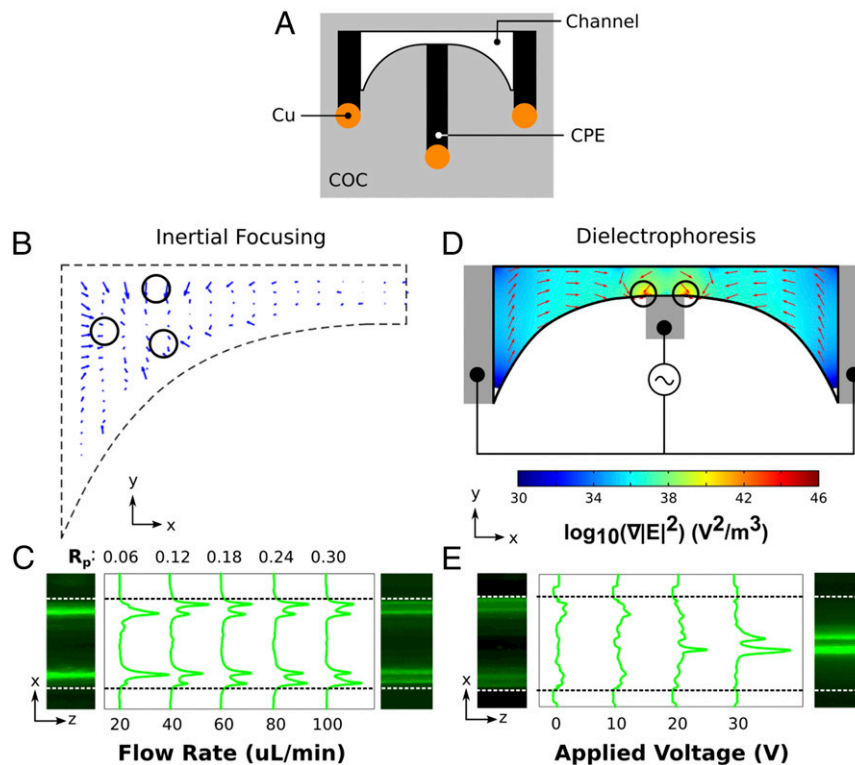 A
Channel
Cu
CPE
COC
B
Inertial Focusing
D
Dielectrophoresis
y
x
30 34 38 42 46
y
x
log10(∇|E|²) (V²/m³)
C
Rp: 0.06 0.12 0.18 0.24 0.30
E
x
z
20 40 60 80 100
Flow Rate (uL/min)
x
z
0 10 20 30
Applied Voltage (V)